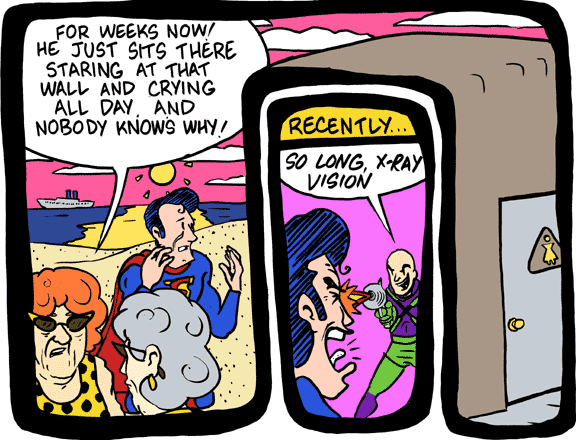 FOR WEEKS NOW!
HE JUST SITS THERE
STARING AT THAT
WALL AND CRYING
ALL DAY, AND
NOBODY KNOWS WHY!
RECENTLY...
SO LONG, X-RAY
VISION